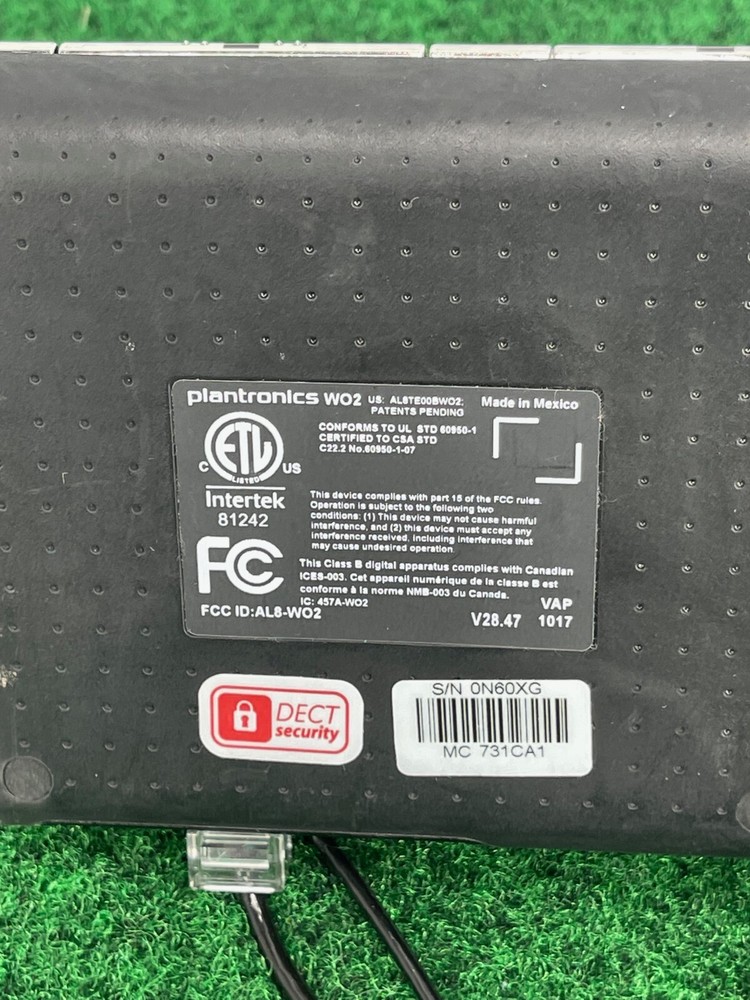 plantronics WO2 US: AL8TE00BWO2;
PATENTS PENDING
Made in Mexico
CONFORMS TO UL STD 60950-1
CERTIFIED TO CSA STD
C22.2 No.60950-1-07
ETL
LISTED
C US
Intertek
81242
This device complies with part 15 of the FCC rules.
Operation is subject to the following two
conditions: (1) This device may not cause harmful
interference, and (2) this device must accept any
interference received, including interference that
may cause undesired operation.
FC
This Class B digital apparatus complies with Canadian
ICES-003. Cet appareil numérique de la classe B est
conforme à la norme NMB-003 du Canada.
IC: 457A-WO2
FCC ID:AL8-WO2
VAP
V28.47 1017
DECT
security
S/N 0N60XG
MC 731CA1